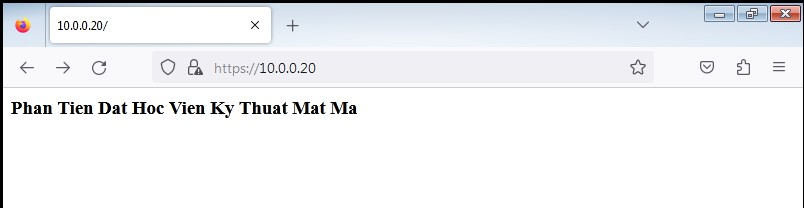 10.0.0.20/
https://10.0.0.20
Phan Tien Dat Hoc Vien Ky Thuat Mat Ma